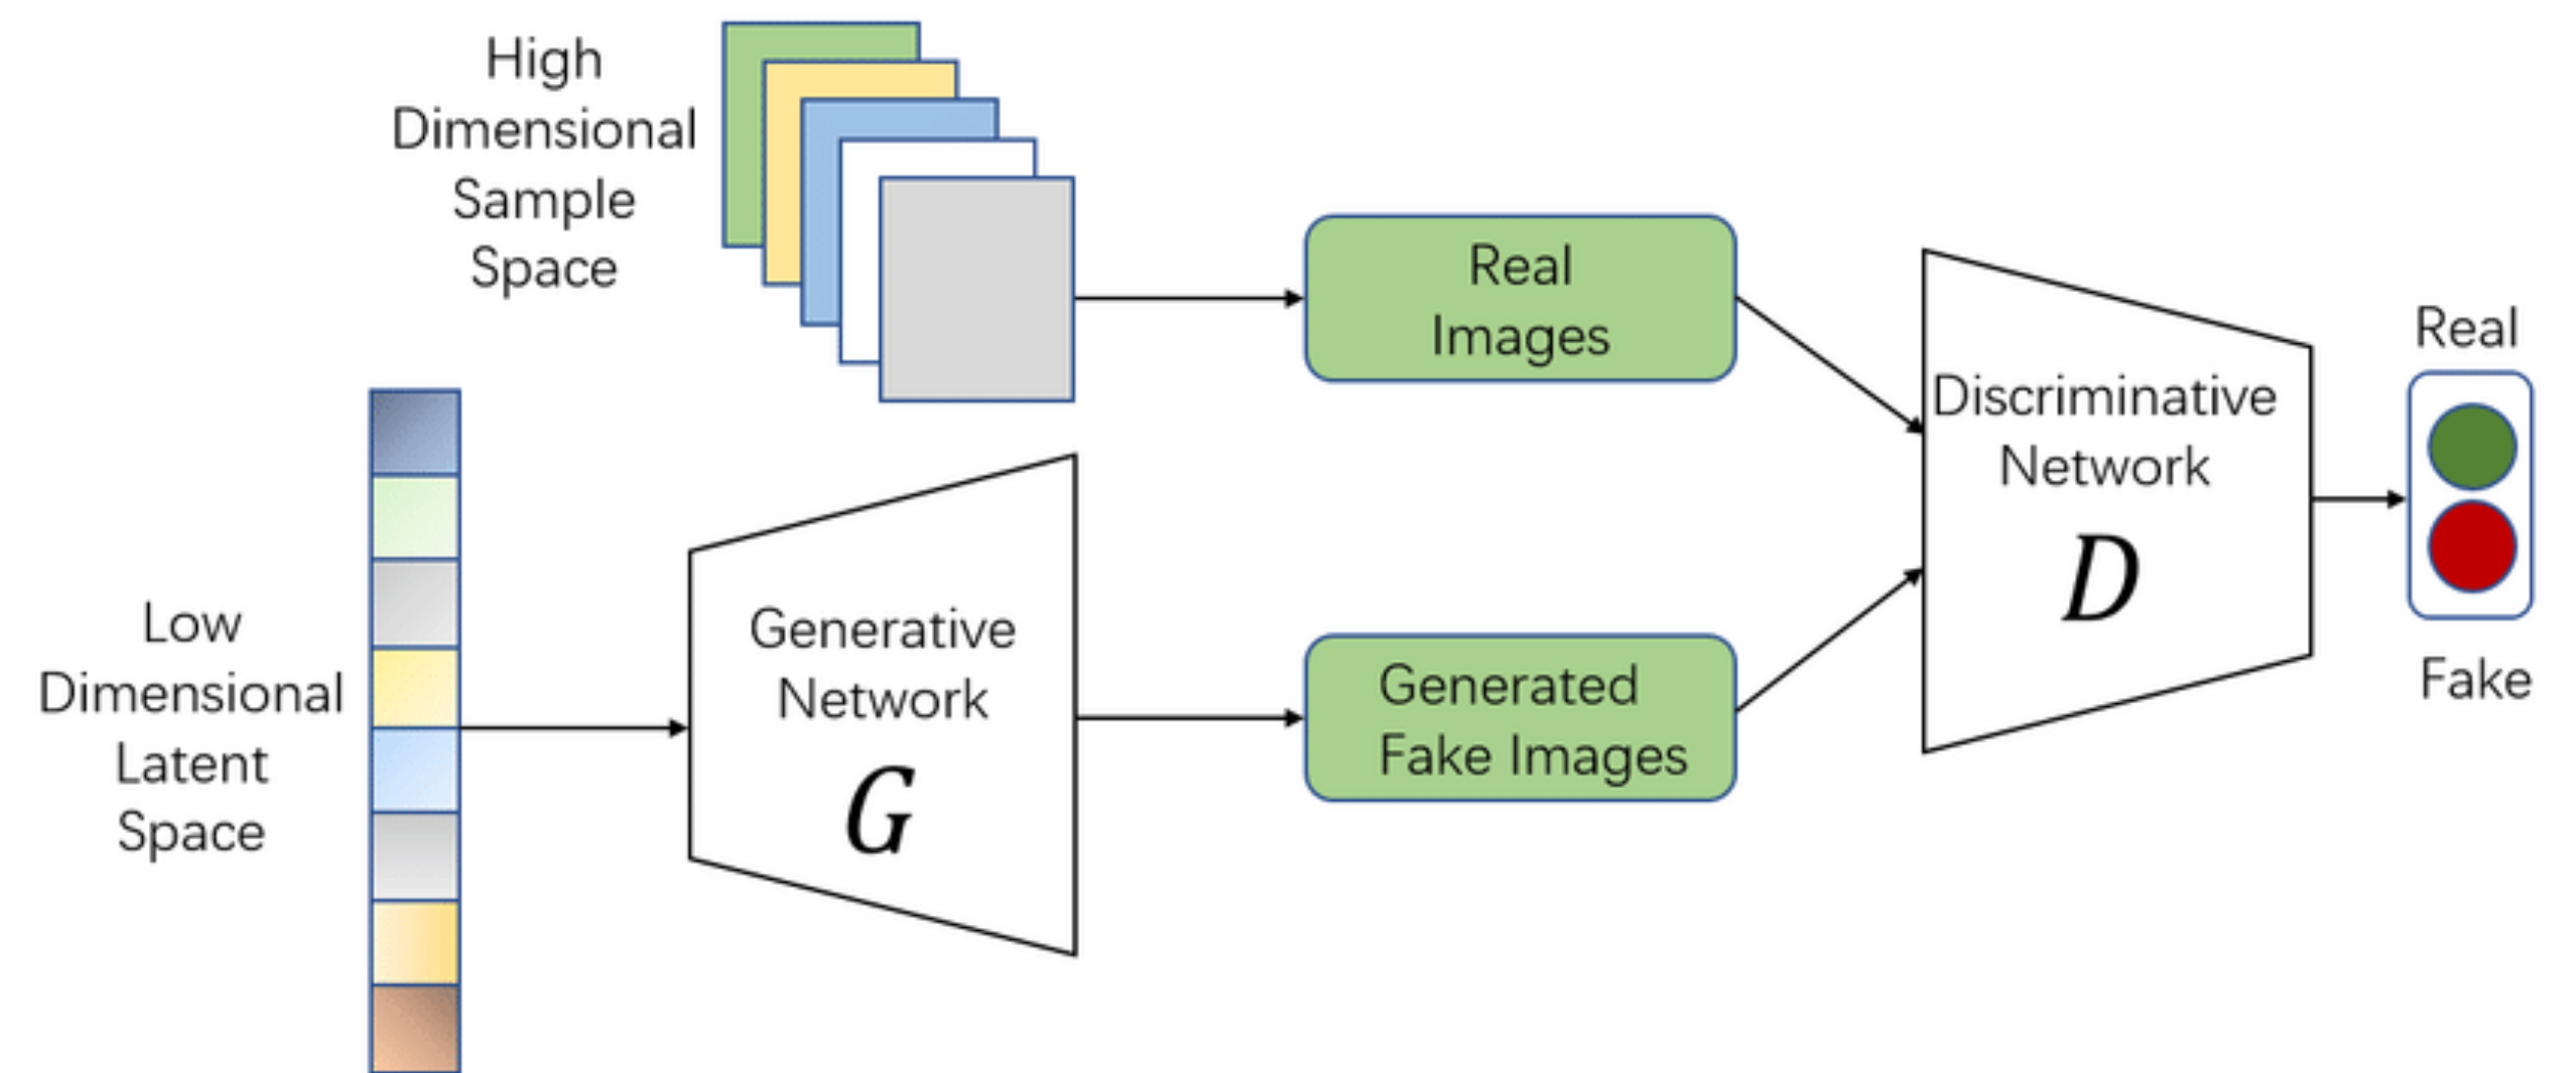 High
Dimensional
Sample
Space
Real
Images
Discriminative
Network
D
Real
Fake
Low
Dimensional
Latent
Space
Generative
Network
G
Generated
Fake Images